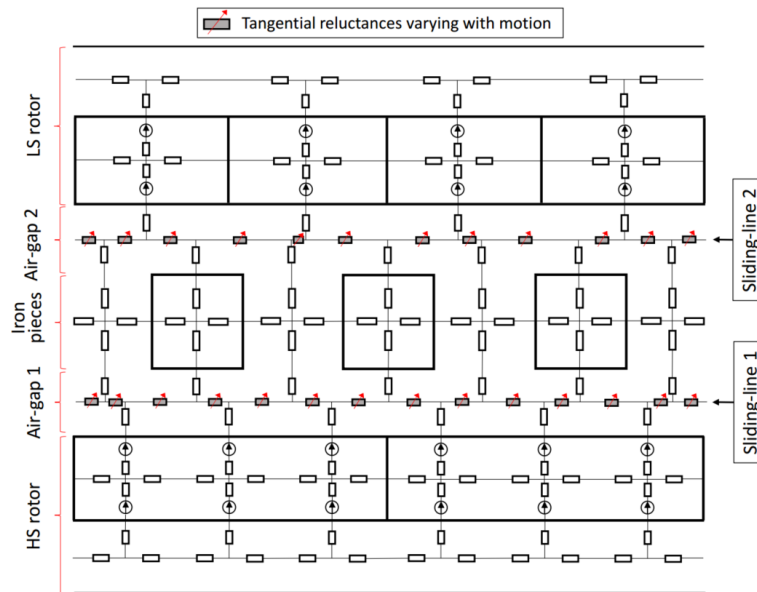 Tangential reluctances varying with motion
LS rotor
Air-gap 2
Sliding-line 2
Iron
pieces
Air-gap 1
Sliding-line 1
HS rotor